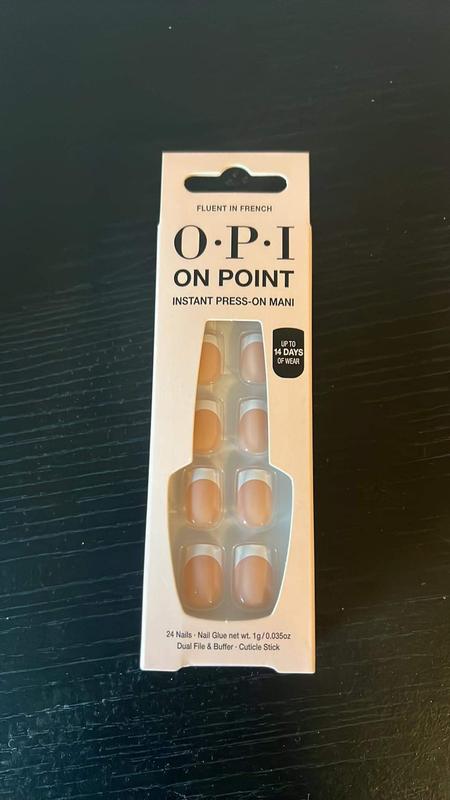 FLUENT IN FRENCH
O·P·I
ON POINT
INSTANT PRESS-ON MANI
UP TO
14 DAYS
OF WEAR
24 Nails · Nail Glue net wt. 1g/0.035oz
Dual File & Buffer · Cuticle Stick